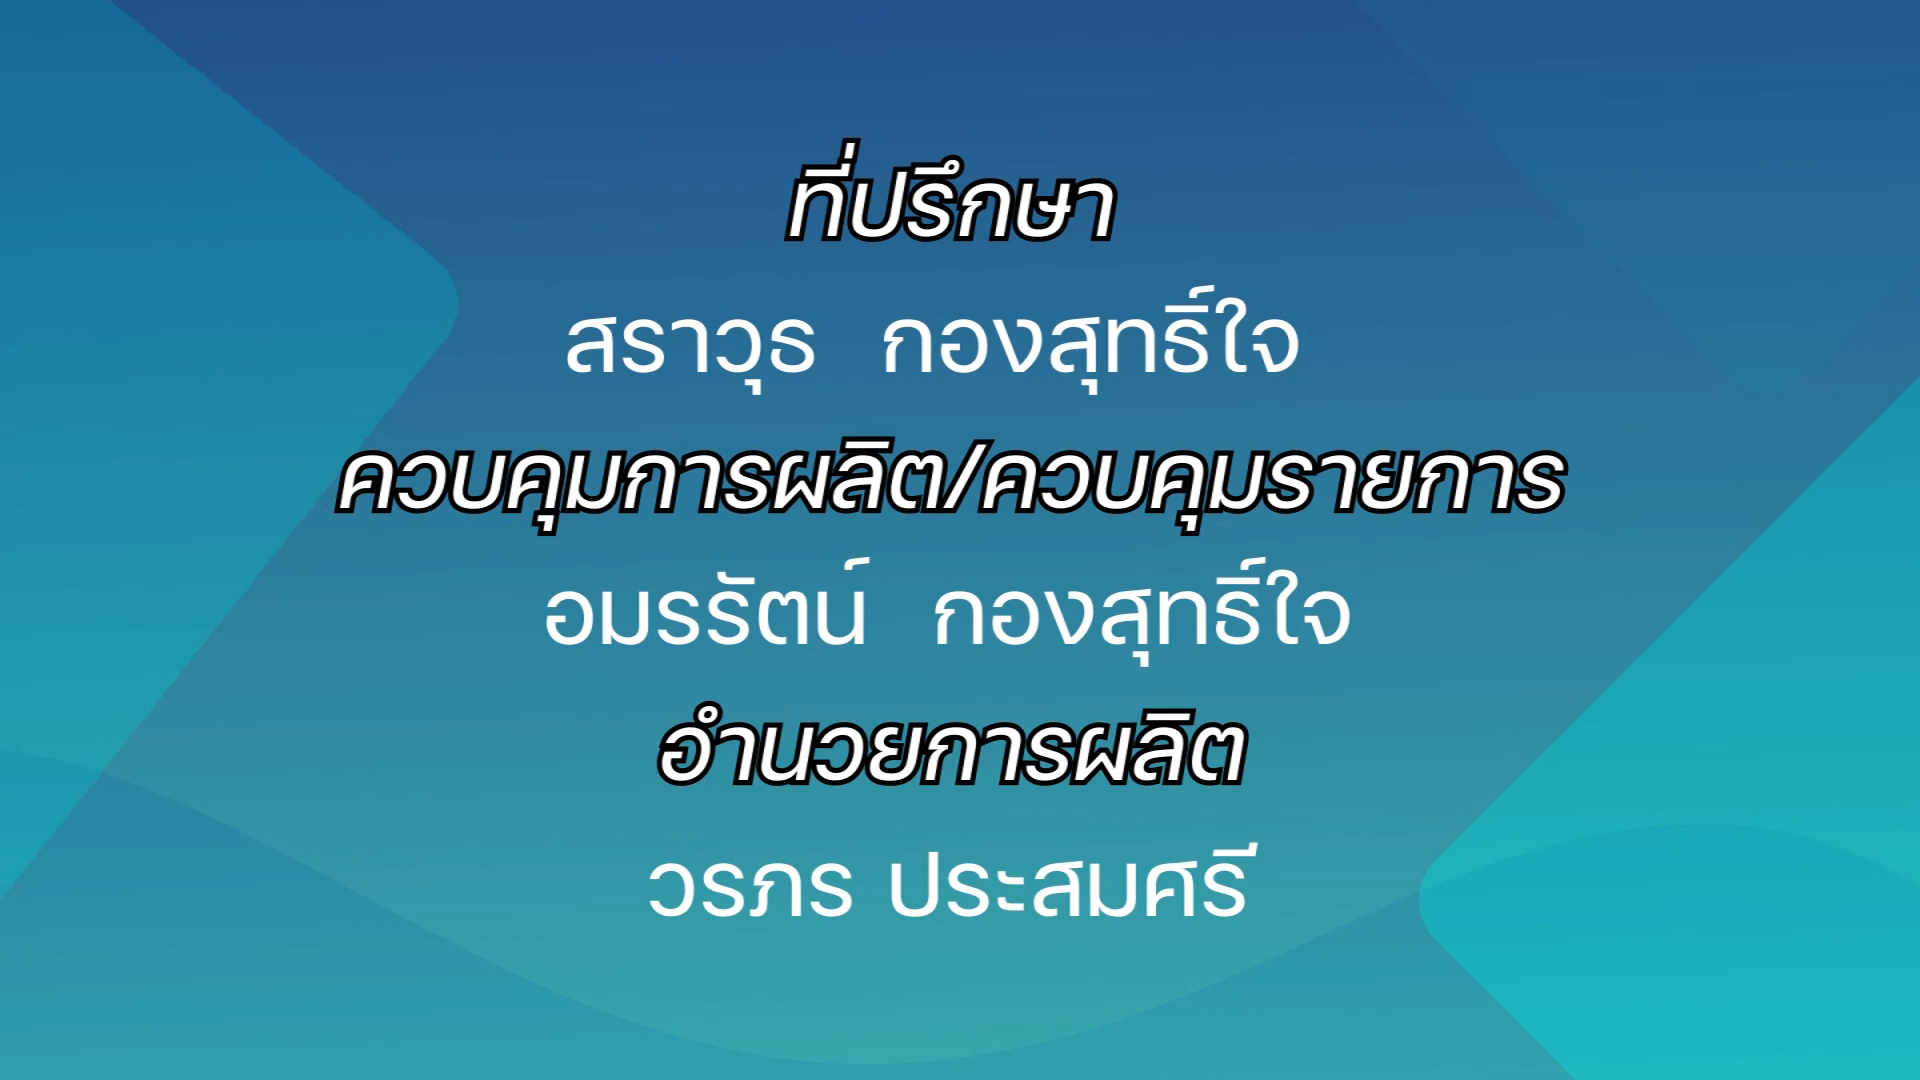 ที่ปรึกษา
สราวุธ  กองสุทธิ์ใจ
ควบคุมการผลิต/ควบคุมรายการ
อมรรัตน์  กองสุทธิ์ใจ
อำนวยการผลิต
วรภร ประสมศรี